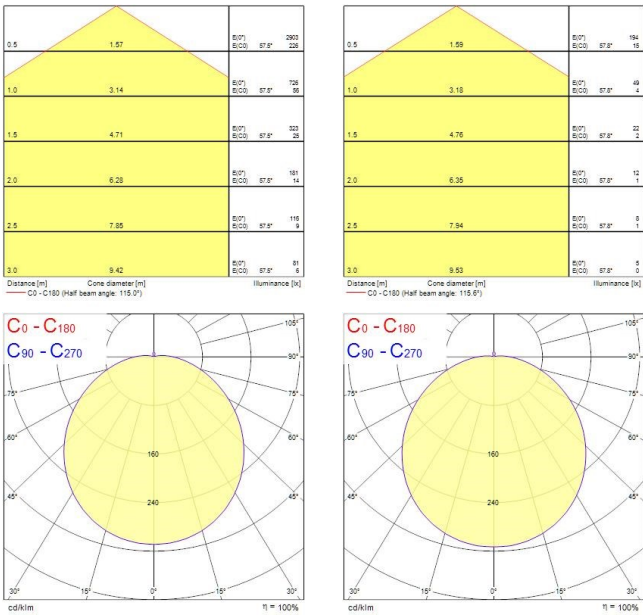 E(0°) 2903
0.5 1.57 E(C0) 57.5° 226
E(0°) 726
1.0 3.14 E(C0) 57.5° 56
E(0°) 323
1.5 4.71 E(C0) 57.5° 25
E(0°) 181
2.0 6.28 E(C0) 57.5° 14
E(0°) 116
2.5 7.85 E(C0) 57.5° 9
E(0°) 81
3.0 9.42 E(C0) 57.5° 6
Distance [m] Cone diameter [m] Illuminance [lx]
C0 - C180 (Half beam angle: 115.0°)
E(0°) 194
0.5 1.59 E(C0) 57.8° 15
E(0°) 49
1.0 3.18 E(C0) 57.8° 4
E(0°) 22
1.5 4.76 E(C0) 57.8° 2
E(0°) 12
2.0 6.35 E(C0) 57.8° 1
E(0°) 8
2.5 7.94 E(C0) 57.8° 1
E(0°) 5
3.0 9.53 E(C0) 57.8° 0
Distance [m] Cone diameter [m] Illuminance [lx]
C0 - C180 (Half beam angle: 115.6°)
C0 - C180
C90 - C270
105°
90°
75° 75°
60° 160 60°
45° 240 45°
30° 15° 0° 15° 30°
cd/klm η = 100%
C0 - C180
C90 - C270
105°
90°
75° 75°
60° 160 60°
45° 240 45°
30° 15° 0° 15° 30°
cd/klm η = 100%